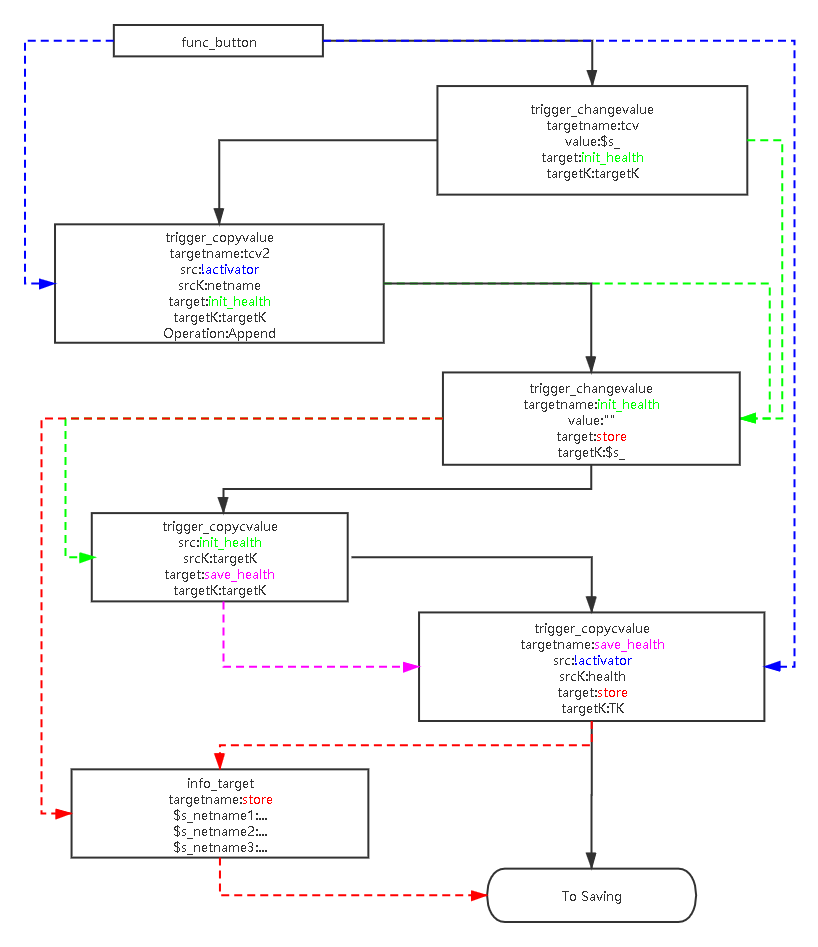 func_button
trigger_changevalue
targetname:tcv
value:$s_
target:init_health
targetK:targetK
trigger_copyvalue
targetname:tcv2
src:!activator
srcK:netname
target:init_health
targetK:targetK
Operation:Append
trigger_changevalue
targetname:init_health
value:""
target:store
targetK:$s_
trigger_copycvalue
src:init_health
srcK:targetK
target:save_health
targetK:targetK
trigger_copycvalue
targetname:save_health
src:!activator
srcK:health
target:store
targetK:TK
info_target
targetname:store
$s_netname1:...
$s_netname2:...
$s_netname3:...
To Saving